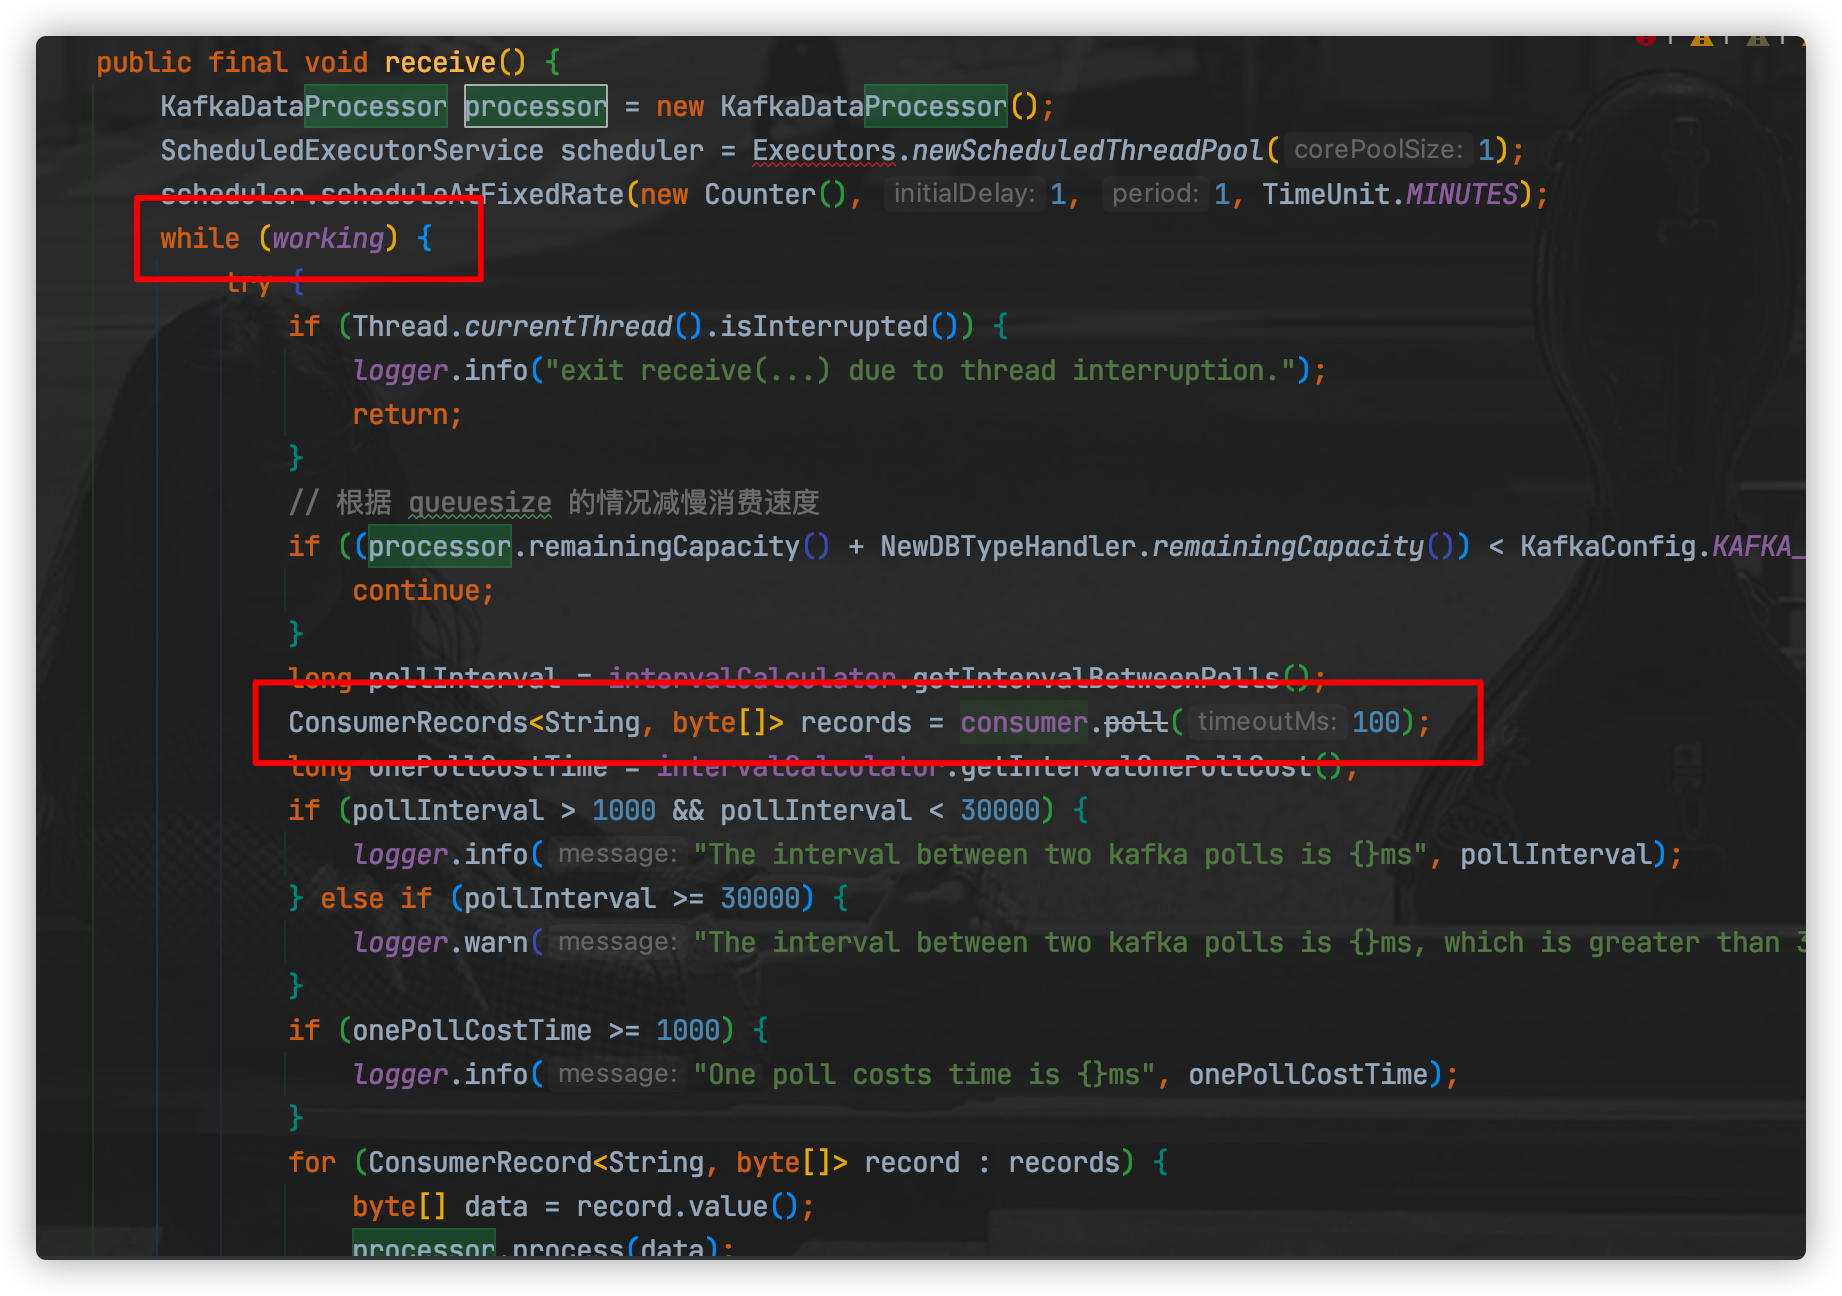 public final void receive() {
KafkaDataProcessor processor = new KafkaDataProcessor();
ScheduledExecutorService scheduler = Executors.newScheduledThreadPool( corePoolSize: 1);
scheduler.scheduleAtFixedRate(new Counter(), initialDelay: 1, period: 1, TimeUnit.MINUTES);
while (working) {
try {
if (Thread.currentThread().isInterrupted()) {
logger.info("exit receive(...) due to thread interruption.");
return;
}
// 根据 queuesize 的情况减慢消费速度
if ((processor.remainingCapacity() + NewDBTypeHandler.remainingCapacity()) < KafkaConfig.KAFKA_
continue;
}
long pollInterval = intervalCalculator.getIntervalBetweenPolls();
ConsumerRecords<String, byte[]> records = consumer.poll( timeoutMs: 100);
long onePollCostTime = intervalCalculator.getIntervalOnePollCost();
if (pollInterval > 1000 && pollInterval < 30000) {
logger.info( message: "The interval between two kafka polls is {}ms", pollInterval);
} else if (pollInterval >= 30000) {
logger.warn( message: "The interval between two kafka polls is {}ms, which is greater than
}
if (onePollCostTime >= 1000) {
logger.info( message: "One poll costs time is {}ms", onePollCostTime);
}
for (ConsumerRecord<String, byte[]> record : records) {
byte[] data = record.value();
processor.process(data);